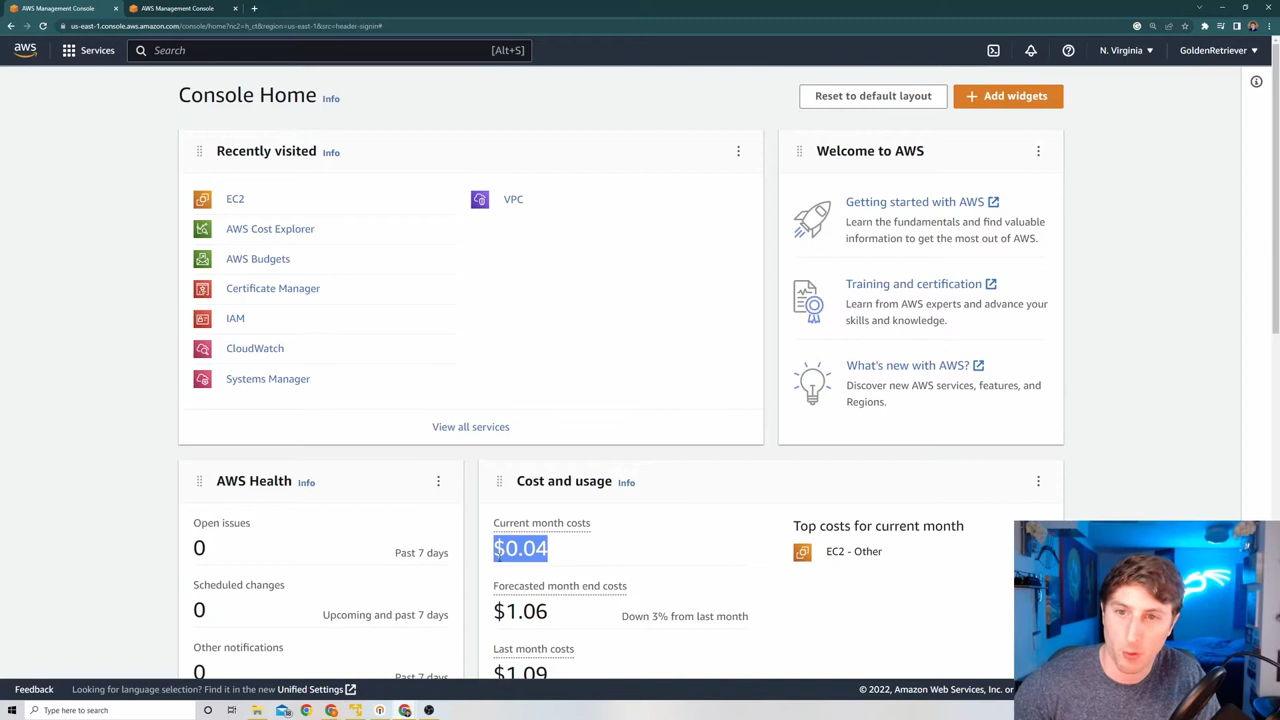 AWS Management Console
AWS Management Console
us-east-1.console.aws.amazon.com/console/home?nc2=h_ct&region=us-east-1&src=header-signin#
aws
Services
Search
[Alt+S]
N. Virginia
GoldenRetriever
Console Home Info
Reset to default layout
+ Add widgets
Recently visited Info
EC2
VPC
AWS Cost Explorer
AWS Budgets
Certificate Manager
IAM
CloudWatch
Systems Manager
View all services
Welcome to AWS
Getting started with AWS
Learn the fundamentals and find valuable
information to get the most out of AWS.
Training and certification
Learn from AWS experts and advance your
skills and knowledge.
What's new with AWS?
Discover new AWS services, features, and
Regions.
AWS Health Info
Open issues
0
Past 7 days
Scheduled changes
0
Upcoming and past 7 days
Other notifications
0
Past 7 days
Cost and usage Info
Current month costs
$0.04
Forecasted month end costs
$1.06
Down 3% from last month
Last month costs
$1.09
Top costs for current month
EC2 - Other
Feedback
Looking for language selection? Find it in the new Unified Settings
© 2022, Amazon Web Services, Inc. or
Type here to search